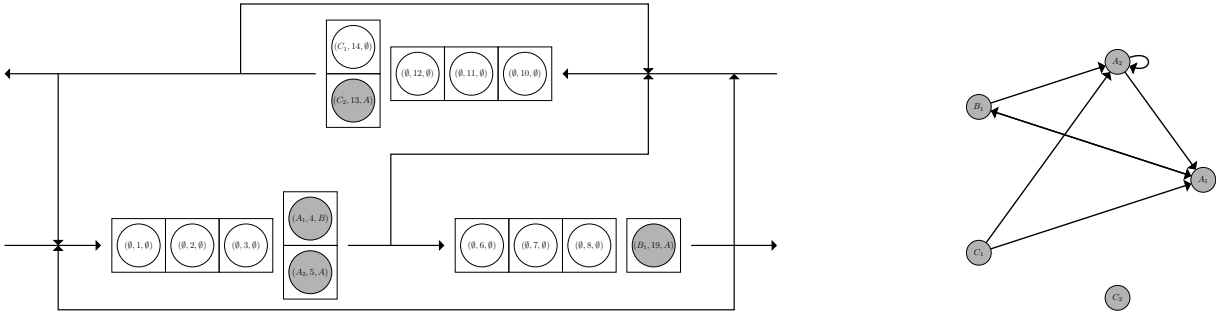 (C₁, 14, ∅)
(∅, 12, ∅) (∅, 11, ∅) (∅, 10, ∅)
(C₂, 13, A)
(A₁, 4, B)
(∅, 1, ∅) (∅, 2, ∅) (∅, 3, ∅)
(A₂, 5, A)
(∅, 6, ∅) (∅, 7, ∅) (∅, 8, ∅) (B₁, 19, A)
A₂
B₁
A₁
C₁
C₂